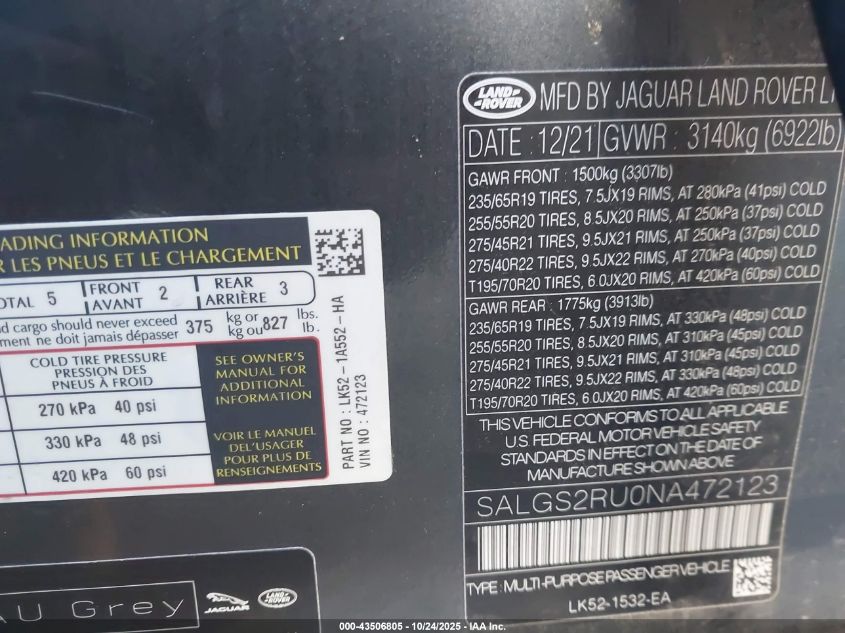 ADING INFORMATION
R LES PNEUS ET LE CHARGEMENT
OTAL 5 FRONT AVANT 2 REAR ARRIÈRE 3
nd cargo should never exceed 375 kg or 827 lbs.
ment ne doit jamais dépasser kg ou lb.
COLD TIRE PRESSURE
PRESSION DES
PNEUS À FROID
270 kPa 40 psi
330 kPa 48 psi
420 kPa 60 psi
SEE OWNER'S
MANUAL FOR
ADDITIONAL
INFORMATION
VOIR LE MANUEL
DEL'USAGER
POUR PLUS DE
RENSEIGNEMENTS
PART NO : LK52-1A552-HA
VIN NO : 472123
AU Grey
JAGUAR
LAND ROVER
LAND ROVER
MFD BY JAGUAR LAND ROVER LT
DATE : 12/21 GVWR : 3140kg (6922lb)
GAWR FRONT : 1500kg (3307lb)
235/65R19 TIRES, 7.5JX19 RIMS, AT 280kPa (41psi) COLD
255/55R20 TIRES, 8.5JX20 RIMS, AT 250kPa (37psi) COLD
275/45R21 TIRES, 9.5JX21 RIMS, AT 250kPa (37psi) COLD
275/40R22 TIRES, 9.5JX22 RIMS, AT 270kPa (40psi) COLD
T195/70R20 TIRES, 6.0JX20 RIMS, AT 420kPa (60psi) COLD
GAWR REAR : 1775kg (3913lb)
235/65R19 TIRES, 7.5JX19 RIMS, AT 330kPa (48psi) COLD
255/55R20 TIRES, 8.5JX20 RIMS, AT 310kPa (45psi) COLD
275/45R21 TIRES, 9.5JX21 RIMS, AT 310kPa (45psi) COLD
275/40R22 TIRES, 9.5JX22 RIMS, AT 330kPa (48psi) COLD
T195/70R20 TIRES, 6.0JX20 RIMS, AT 420kPa (60psi) COLD
THIS VEHICLE CONFORMS TO ALL APPLICABLE
U.S. FEDERAL MOTOR VEHICLE SAFETY
STANDARDS IN EFFECT ON THE DATE OF
MANUFACTURE SHOWN ABOVE
SALGS2RU0NA472123
TYPE : MULTI-PURPOSE PASSENGER VEHICLE
LK52-1532-EA
000-43506805 - 10/24/2025 - IAA Inc.